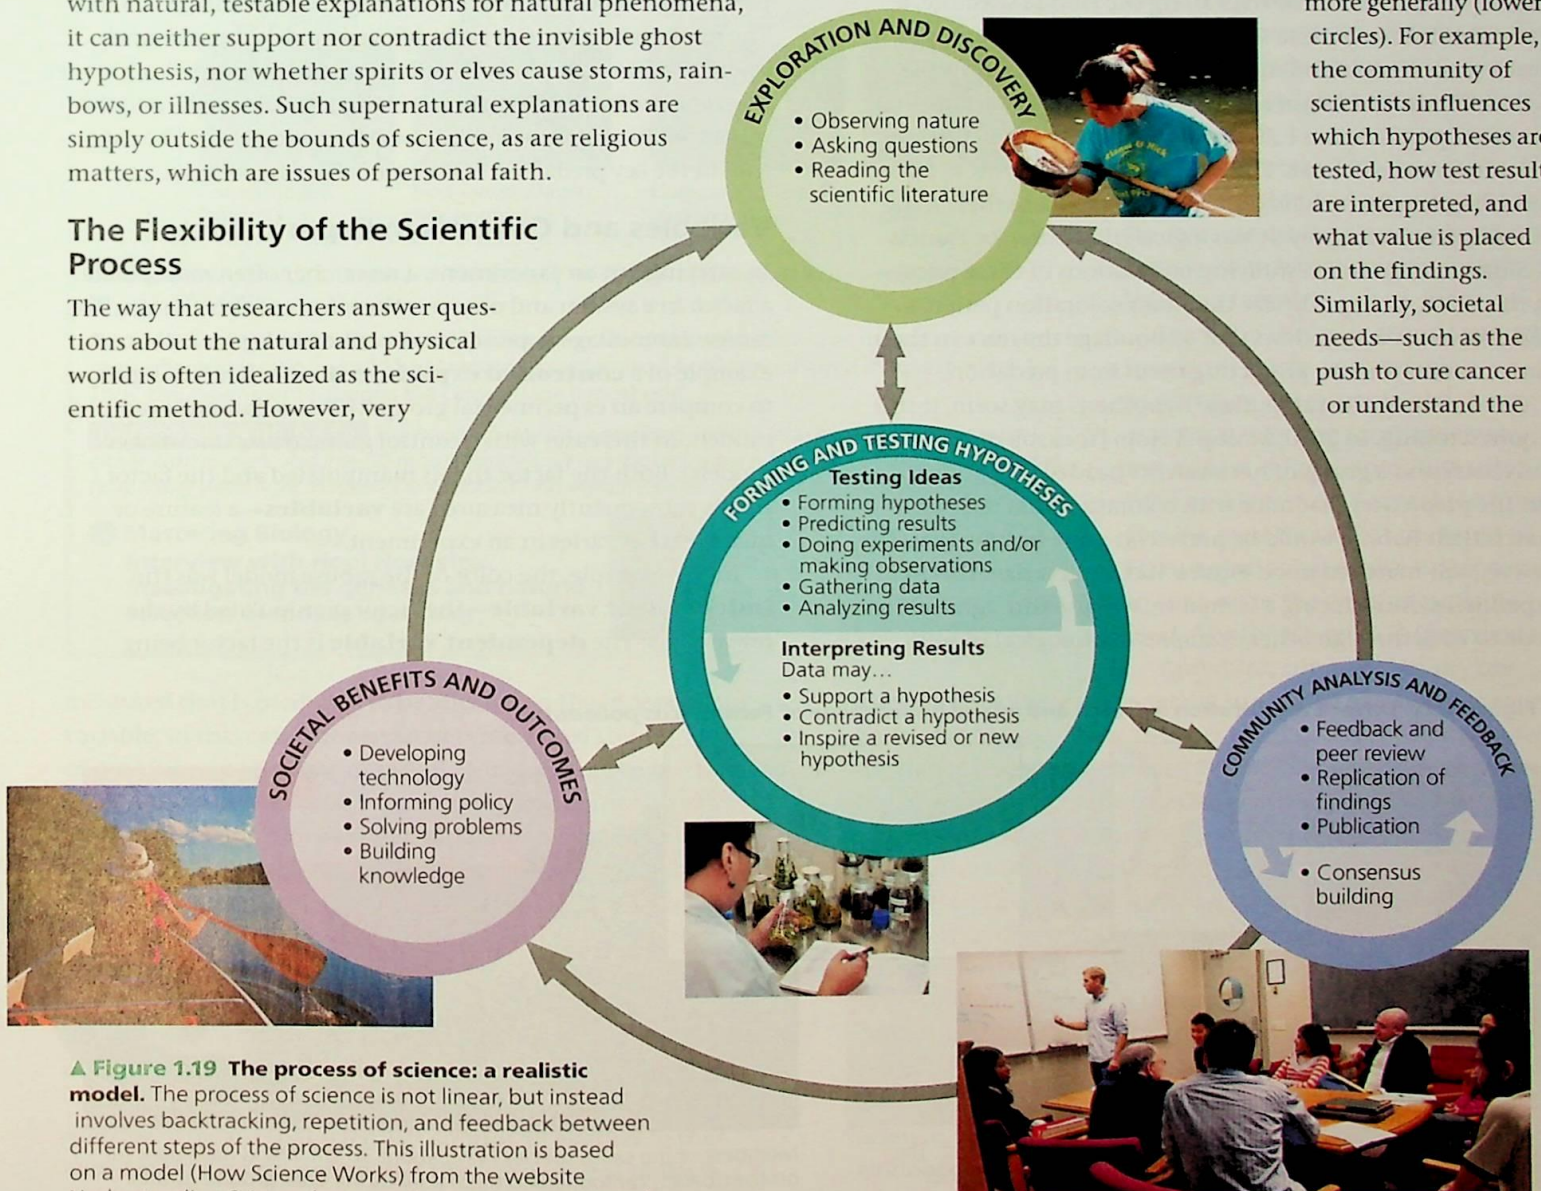 with natural, testable explanations for natural phenomena,
it can neither support nor contradict the invisible ghost
hypothesis, nor whether spirits or elves cause storms, rain-
bows, or illnesses. Such supernatural explanations are
simply outside the bounds of science, as are religious
matters, which are issues of personal faith.
The Flexibility of the Scientific
Process
The way that researchers answer ques-
tions about the natural and physical
world is often idealized as the sci-
entific method. However, very
EXPLORATION AND DISCOVERY
• Observing nature
• Asking questions
• Reading the
scientific literature
more generally (lower
circles). For example,
the community of
scientists influences
which hypotheses are
tested, how test result
are interpreted, and
what value is placed
on the findings.
Similarly, societal
needs—such as the
push to cure cancer
or understand the
FORMING AND TESTING HYPOTHESES
Testing Ideas
• Forming hypotheses
• Predicting results
• Doing experiments and/or
making observations
• Gathering data
• Analyzing results
Interpreting Results
Data may...
• Support a hypothesis
• Contradict a hypothesis
• Inspire a revised or new
hypothesis
SOCIETAL BENEFITS AND OUTCOMES
• Developing
technology
• Informing policy
• Solving problems
• Building
knowledge
COMMUNITY ANALYSIS AND FEEDBACK
• Feedback and
peer review
• Replication of
findings
• Publication
• Consensus
building
▲ Figure 1.19 The process of science: a realistic
model. The process of science is not linear, but instead
involves backtracking, repetition, and feedback between
different steps of the process. This illustration is based
on a model (How Science Works) from the website